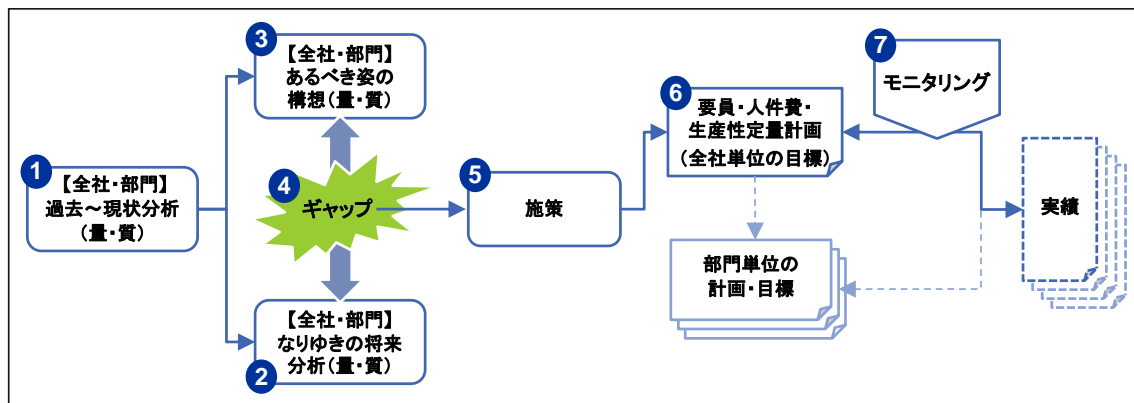 1
【全社・部門】
過去～現状分析
(量・質)
2
【全社・部門】
なりゆきの将来
分析(量・質)
3
【全社・部門】
あるべき姿の
構想(量・質)
4
ギャップ
5
施策
6
要員・人件費・
生産性定量計画
(全社単位の目標)
部門単位の
計画・目標
7
モニタリング
実績